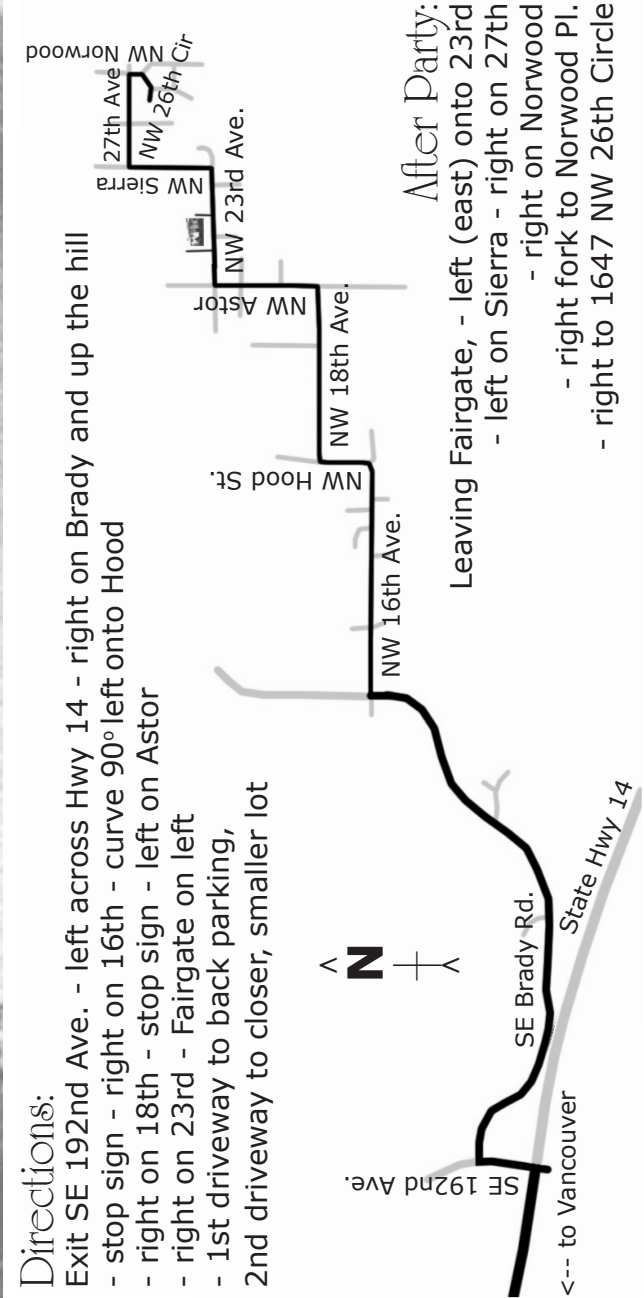 Directions:
Exit SE 192nd Ave. - left across Hwy 14 - right on Brady and up the hill
- stop sign - right on 16th - curve 90° left onto Hood
- right on 18th - stop sign - left on Astor
- right on 23rd - Fairgate on left
- 1st driveway to back parking,
2nd driveway to closer, smaller lot
N
<-- to Vancouver
SE 192nd Ave.
SE Brady Rd.
State Hwy 14
NW 16th Ave.
NW Hood St.
NW 18th Ave.
NW Astor
NW 23rd Ave.
NW Sierra
27th Ave
NW 26th Cir
NW Norwood
After Party:
Leaving Fairgate, - left (east) onto 23rd
- left on Sierra - right on 27th
- right on Norwood
- right fork to Norwood Pl.
- right to 1647 NW 26th Circle